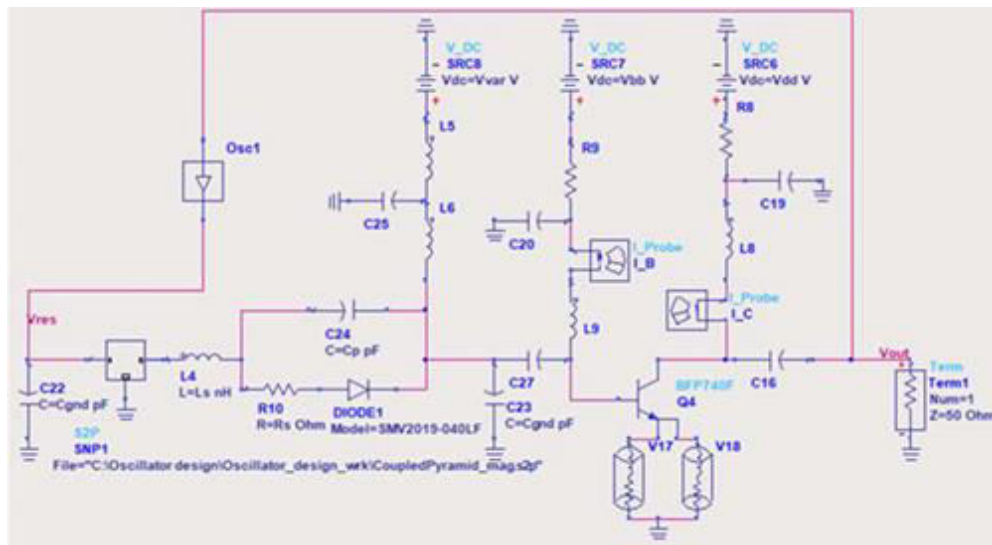 V_DC
SRC8
Vdc=Vvar V
V_DC
SRC7
Vdc=Vbb V
V_DC
SRC6
Vdc=Vdd V
R8
L5
Osc1
R9
C25
L6
C20
C19
I_Probe
I_B
L8
I_Probe
I_C
Vres
C24
C=Cp pF
L9
L4
L=Ls nH
C22
C=Cgnd pF
R10
R=Rs Ohm
DIODE1
Model=SMV2019-040LF
C27
C23
C=Cgnd pF
BFP740F
Q4
C16
Vout
Term
Term1
Num=1
Z=50 Ohm
S2P
SNP1
File="C:\Oscillator design\Oscillator_design_wrk\CoupledPyramid_mag.s2p"
V17
V18